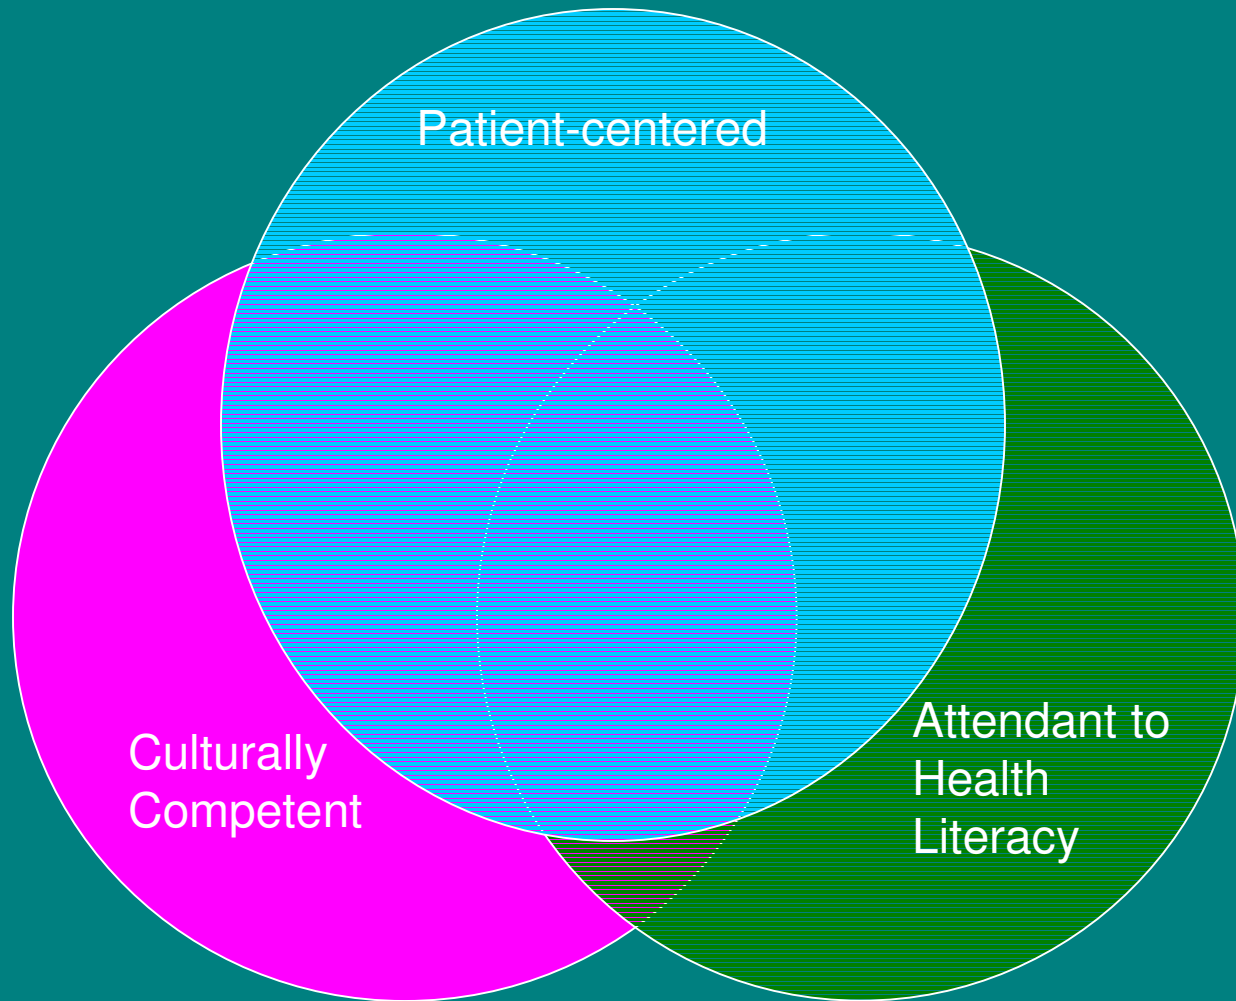 Patient-centered
Culturally
Competent
Attendant to
Health
Literacy